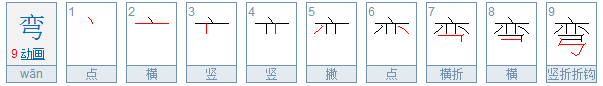 弯 1 2 3 4 5 6 7 8 9
9 动画
wān 点 横 竖 竖 撇 点 横折 横 竖折折钩